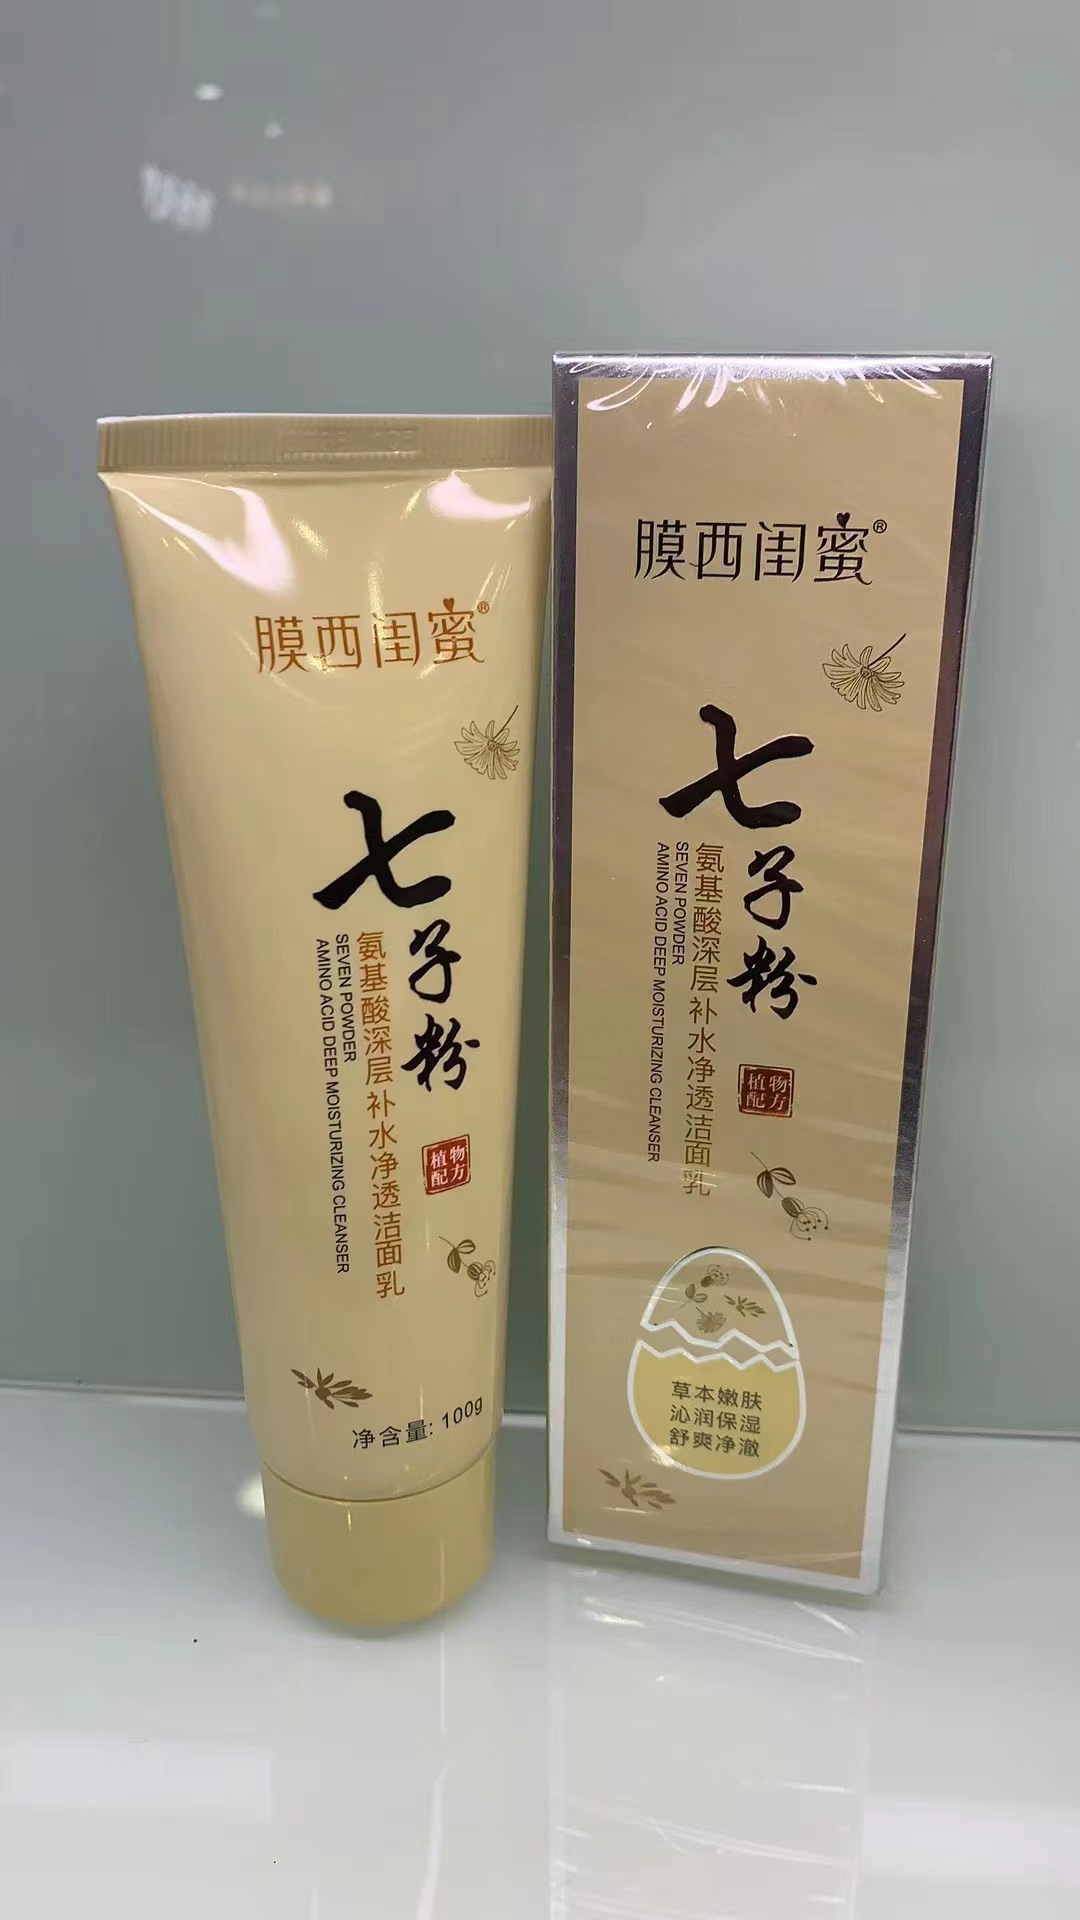 膜西闺蜜®
七子粉
氨基酸深层补水净透洁面乳
SEVEN POWDER
AMINO ACID DEEP MOISTURIZING CLEANSER
植物
配方
净含量: 100g
膜西闺蜜®
七子粉
氨基酸深层补水净透洁面乳
SEVEN POWDER
AMINO ACID DEEP MOISTURIZING CLEANSER
植物
配方
草本嫩肤
沁润保湿
舒爽净澈